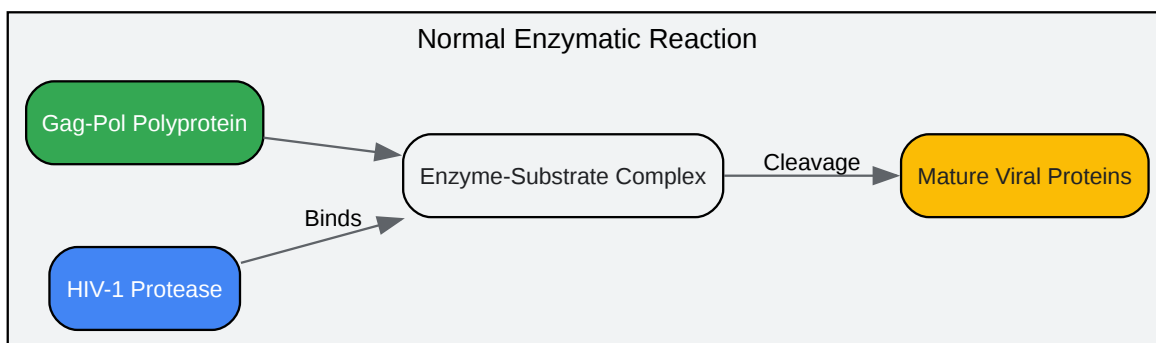 Normal Enzymatic Reaction
Gag-Pol Polyprotein
Enzyme-Substrate Complex
Cleavage
Mature Viral Proteins
Binds
HIV-1 Protease